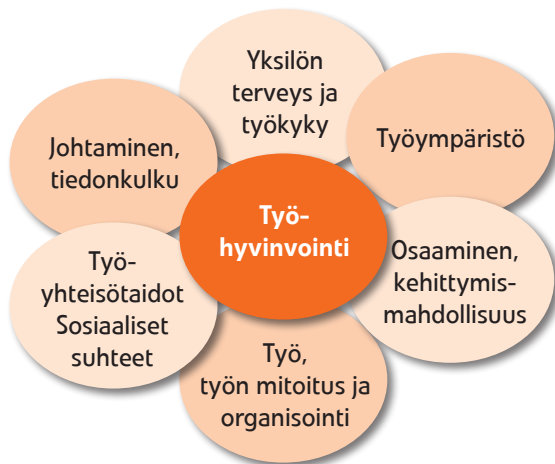 Yksilön
terveys ja
työkyky
Johtaminen,
tiedonkulku
Työympäristö
Työ-
hyvinvointi
Työ-
yhteisötaidot
Sosiaaliset
suhteet
Osaaminen,
kehittymis-
mahdollisuus
Työ,
työn mitoitus ja
organisointi